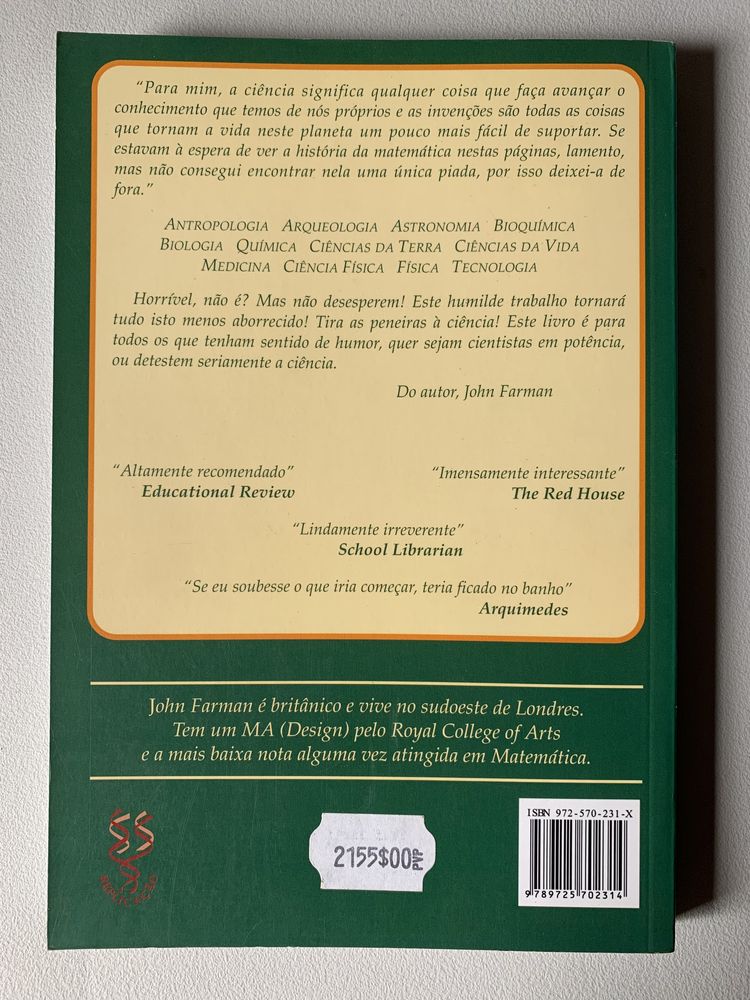 “Para mim, a ciência significa qualquer coisa que faça avançar o
conhecimento que temos de nós próprios e as invenções são todas as coisas
que tornam a vida neste planeta um pouco mais fácil de suportar. Se
estavam à espera de ver a história da matemática nestas páginas, lamento,
mas não consegui encontrar nela uma única piada, por isso deixei-a de
fora.”
ANTROPOLOGIA ARQUEOLOGIA ASTRONOMIA BIOQUÍMICA
BIOLOGIA QUÍMICA CIÊNCIAS DA TERRA CIÊNCIAS DA VIDA
MEDICINA CIÊNCIA FÍSICA FÍSICA TECNOLOGIA
Horrível, não é? Mas não desesperem! Este humilde trabalho tornará
tudo isto menos aborrecido! Tira as peneiras à ciência! Este livro é para
todos os que tenham sentido de humor, quer sejam cientistas em potência,
ou detestem seriamente a ciência.
Do autor, John Farman
“Altamente recomendado”
Educational Review
“Imensamente interessante”
The Red House
“Lindamente irreverente”
School Librarian
“Se eu soubesse o que iria começar, teria ficado no banho”
Arquimedes
John Farman é britânico e vive no sudoeste de Londres.
Tem um MA (Design) pelo Royal College of Arts
e a mais baixa nota alguma vez atingida em Matemática.
REPLICAÇÃO
2155$00 PVP
ISBN 972-570-231-X
9 789725 702314